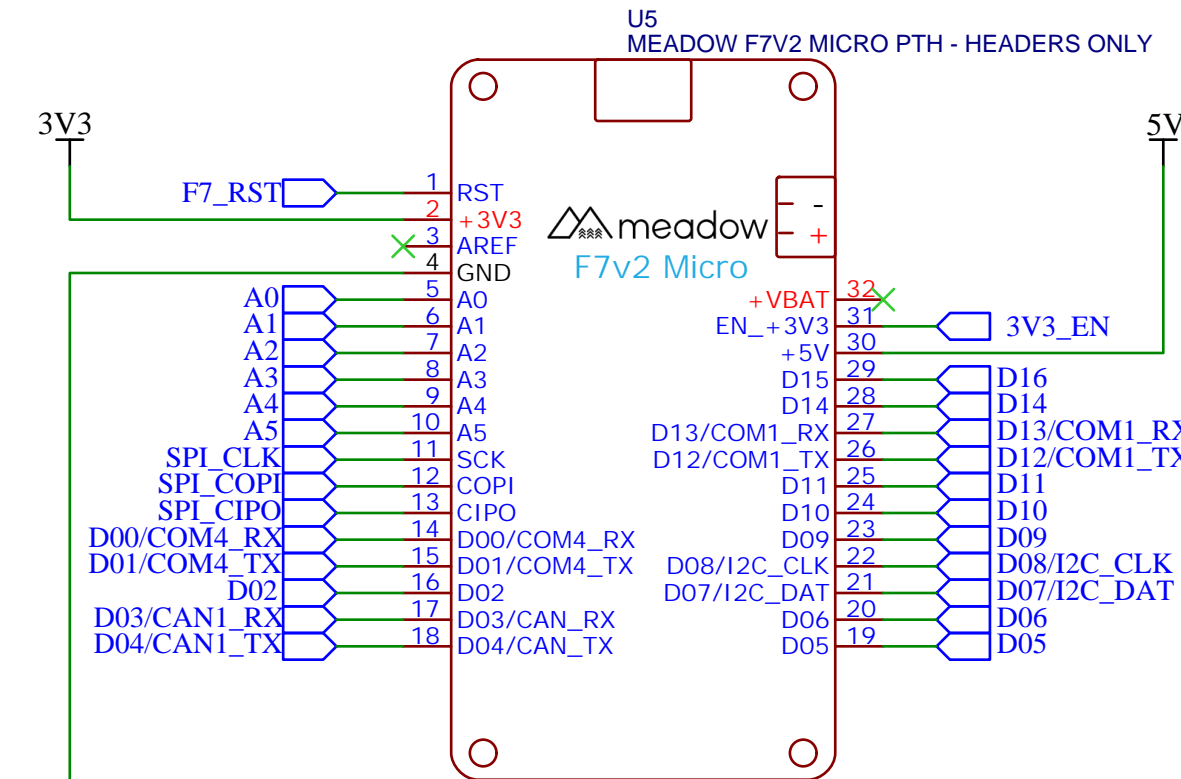 U5
MEADOW F7V2 MICRO PTH - HEADERS ONLY
3V3
5V
F7_RST 1 RST
2 +3V3
3 AREF
4 GND
A0 5 A0
A1 6 A1
A2 7 A2
A3 8 A3
A4 9 A4
A5 10 A5
SPI_CLK 11 SCK
SPI_COPI 12 COPI
SPI_CIPO 13 CIPO
D00/COM4_RX 14 D00/COM4_RX
D01/COM4_TX 15 D01/COM4_TX
D02 16 D02
D03/CAN1_RX 17 D03/CAN_RX
D04/CAN1_TX 18 D04/CAN_TX
meadow
F7v2 Micro
-
+
+VBAT 32
EN_+3V3 31 3V3_EN
+5V 30
D15 29 D16
D14 28 D14
D13/COM1_RX 27 D13/COM1_RX
D12/COM1_TX 26 D12/COM1_TX
D11 25 D11
D10 24 D10
D09 23 D09
D08/I2C_CLK 22 D08/I2C_CLK
D07/I2C_DAT 21 D07/I2C_DAT
D06 20 D06
D05 19 D05